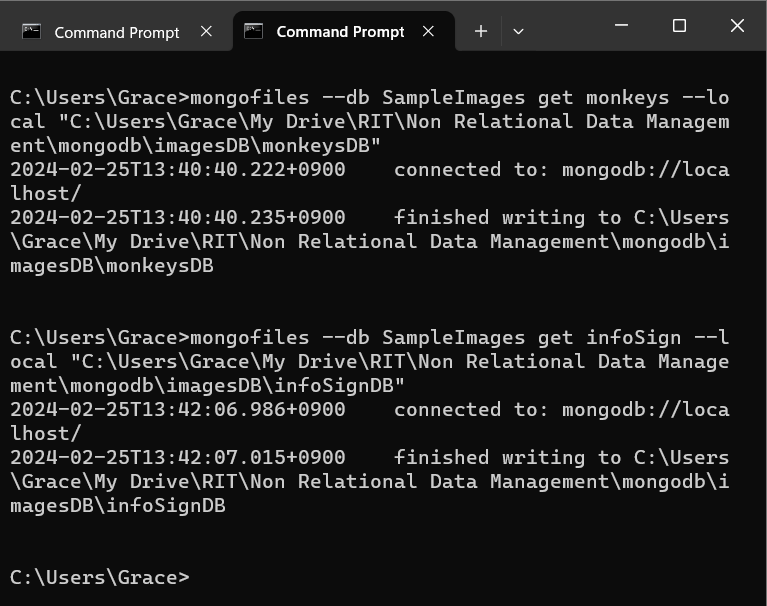 Command Prompt
Command Prompt
C:\Users\Grace>mongofiles --db SampleImages get monkeys --lo
cal "C:\Users\Grace\My Drive\RIT\Non Relational Data Managem
ent\mongodb\imagesDB\monkeysDB"
2024-02-25T13:40:40.222+0900    connected to: mongodb://loca
lhost/
2024-02-25T13:40:40.235+0900    finished writing to C:\Users
\Grace\My Drive\RIT\Non Relational Data Management\mongodb\i
magesDB\monkeysDB
C:\Users\Grace>mongofiles --db SampleImages get infoSign --l
ocal "C:\Users\Grace\My Drive\RIT\Non Relational Data Manage
ment\mongodb\imagesDB\infoSignDB"
2024-02-25T13:42:06.986+0900    connected to: mongodb://loca
lhost/
2024-02-25T13:42:07.015+0900    finished writing to C:\Users
\Grace\My Drive\RIT\Non Relational Data Management\mongodb\i
magesDB\infoSignDB
C:\Users\Grace>